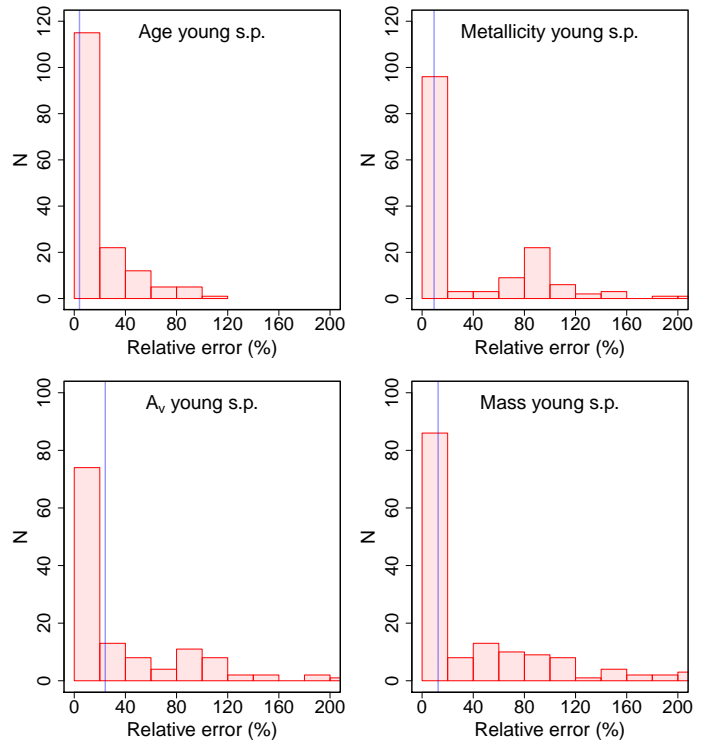 Age young s.p.
N
0 20 40 60 80 100 120
0 40 80 120 160 200
Relative error (%)
Metallicity young s.p.
N
0 20 40 60 80 100 120
0 40 80 120 160 200
Relative error (%)
Aᵥ young s.p.
N
0 20 40 60 80 100
0 40 80 120 160 200
Relative error (%)
Mass young s.p.
N
0 20 40 60 80 100
0 40 80 120 160 200
Relative error (%)